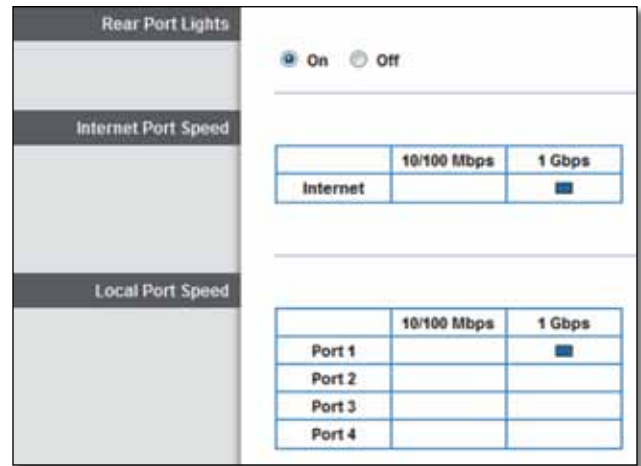 Rear Port Lights
On Off
Internet Port Speed
10/100 Mbps 1 Gbps
Internet
Local Port Speed
10/100 Mbps 1 Gbps
Port 1
Port 2
Port 3
Port 4